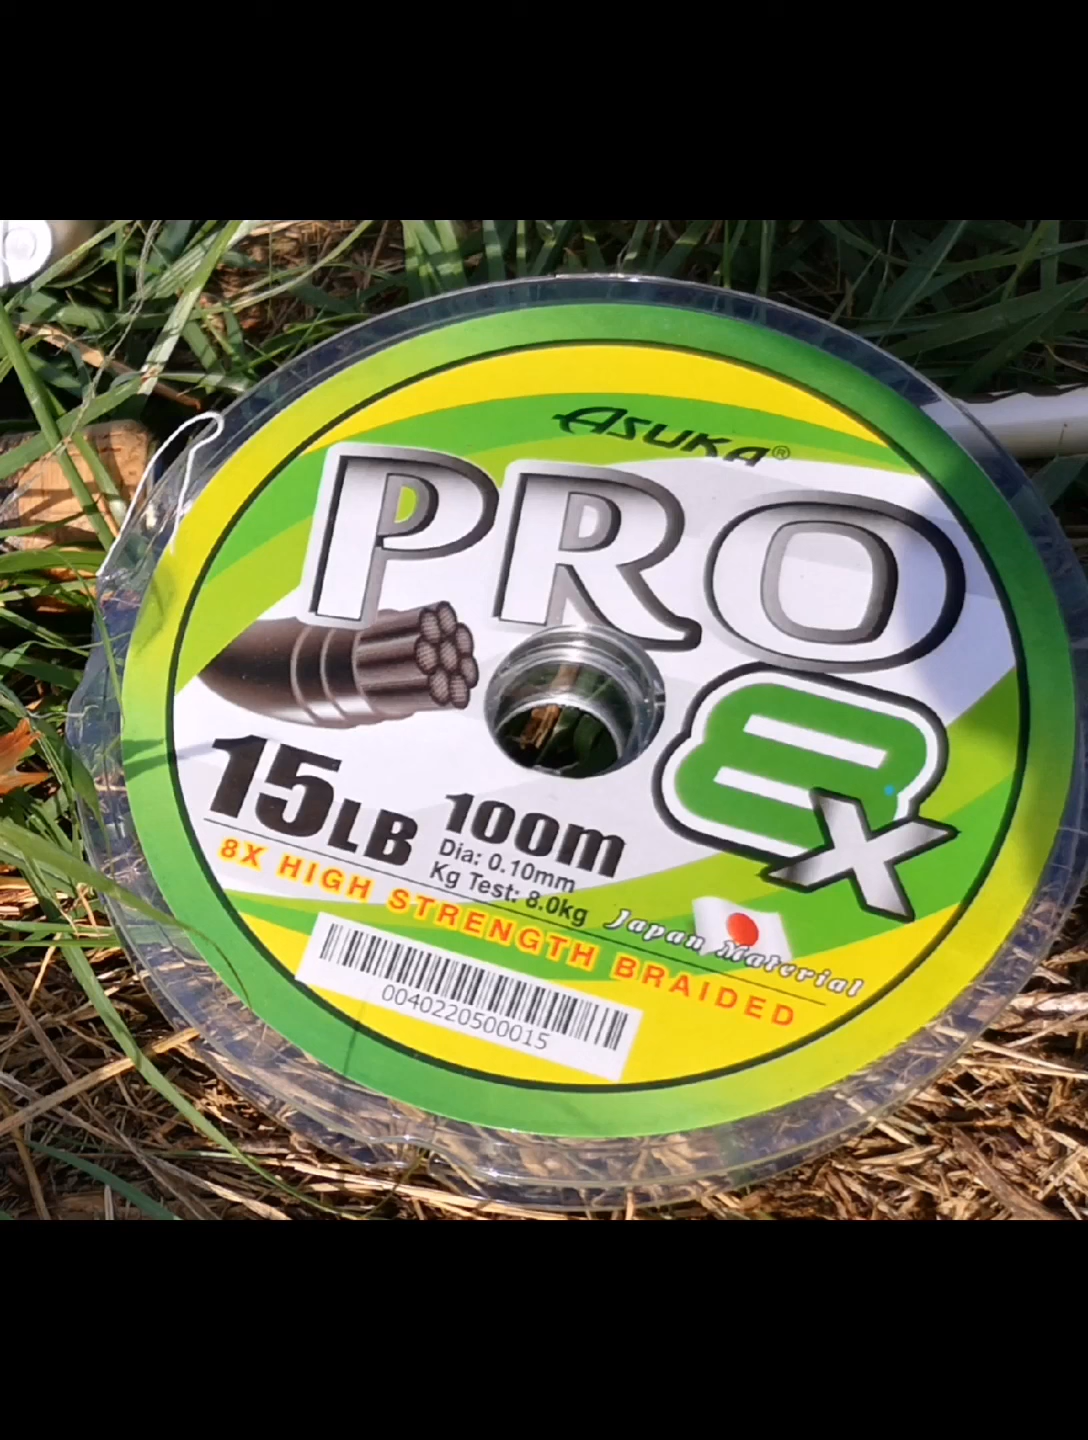 ASUKA®
PRO
8X
15LB
100m
Dia: 0.10mm
Kg Test: 8.0kg
Japan Material
8X HIGH STRENGTH BRAIDED
0040220500015